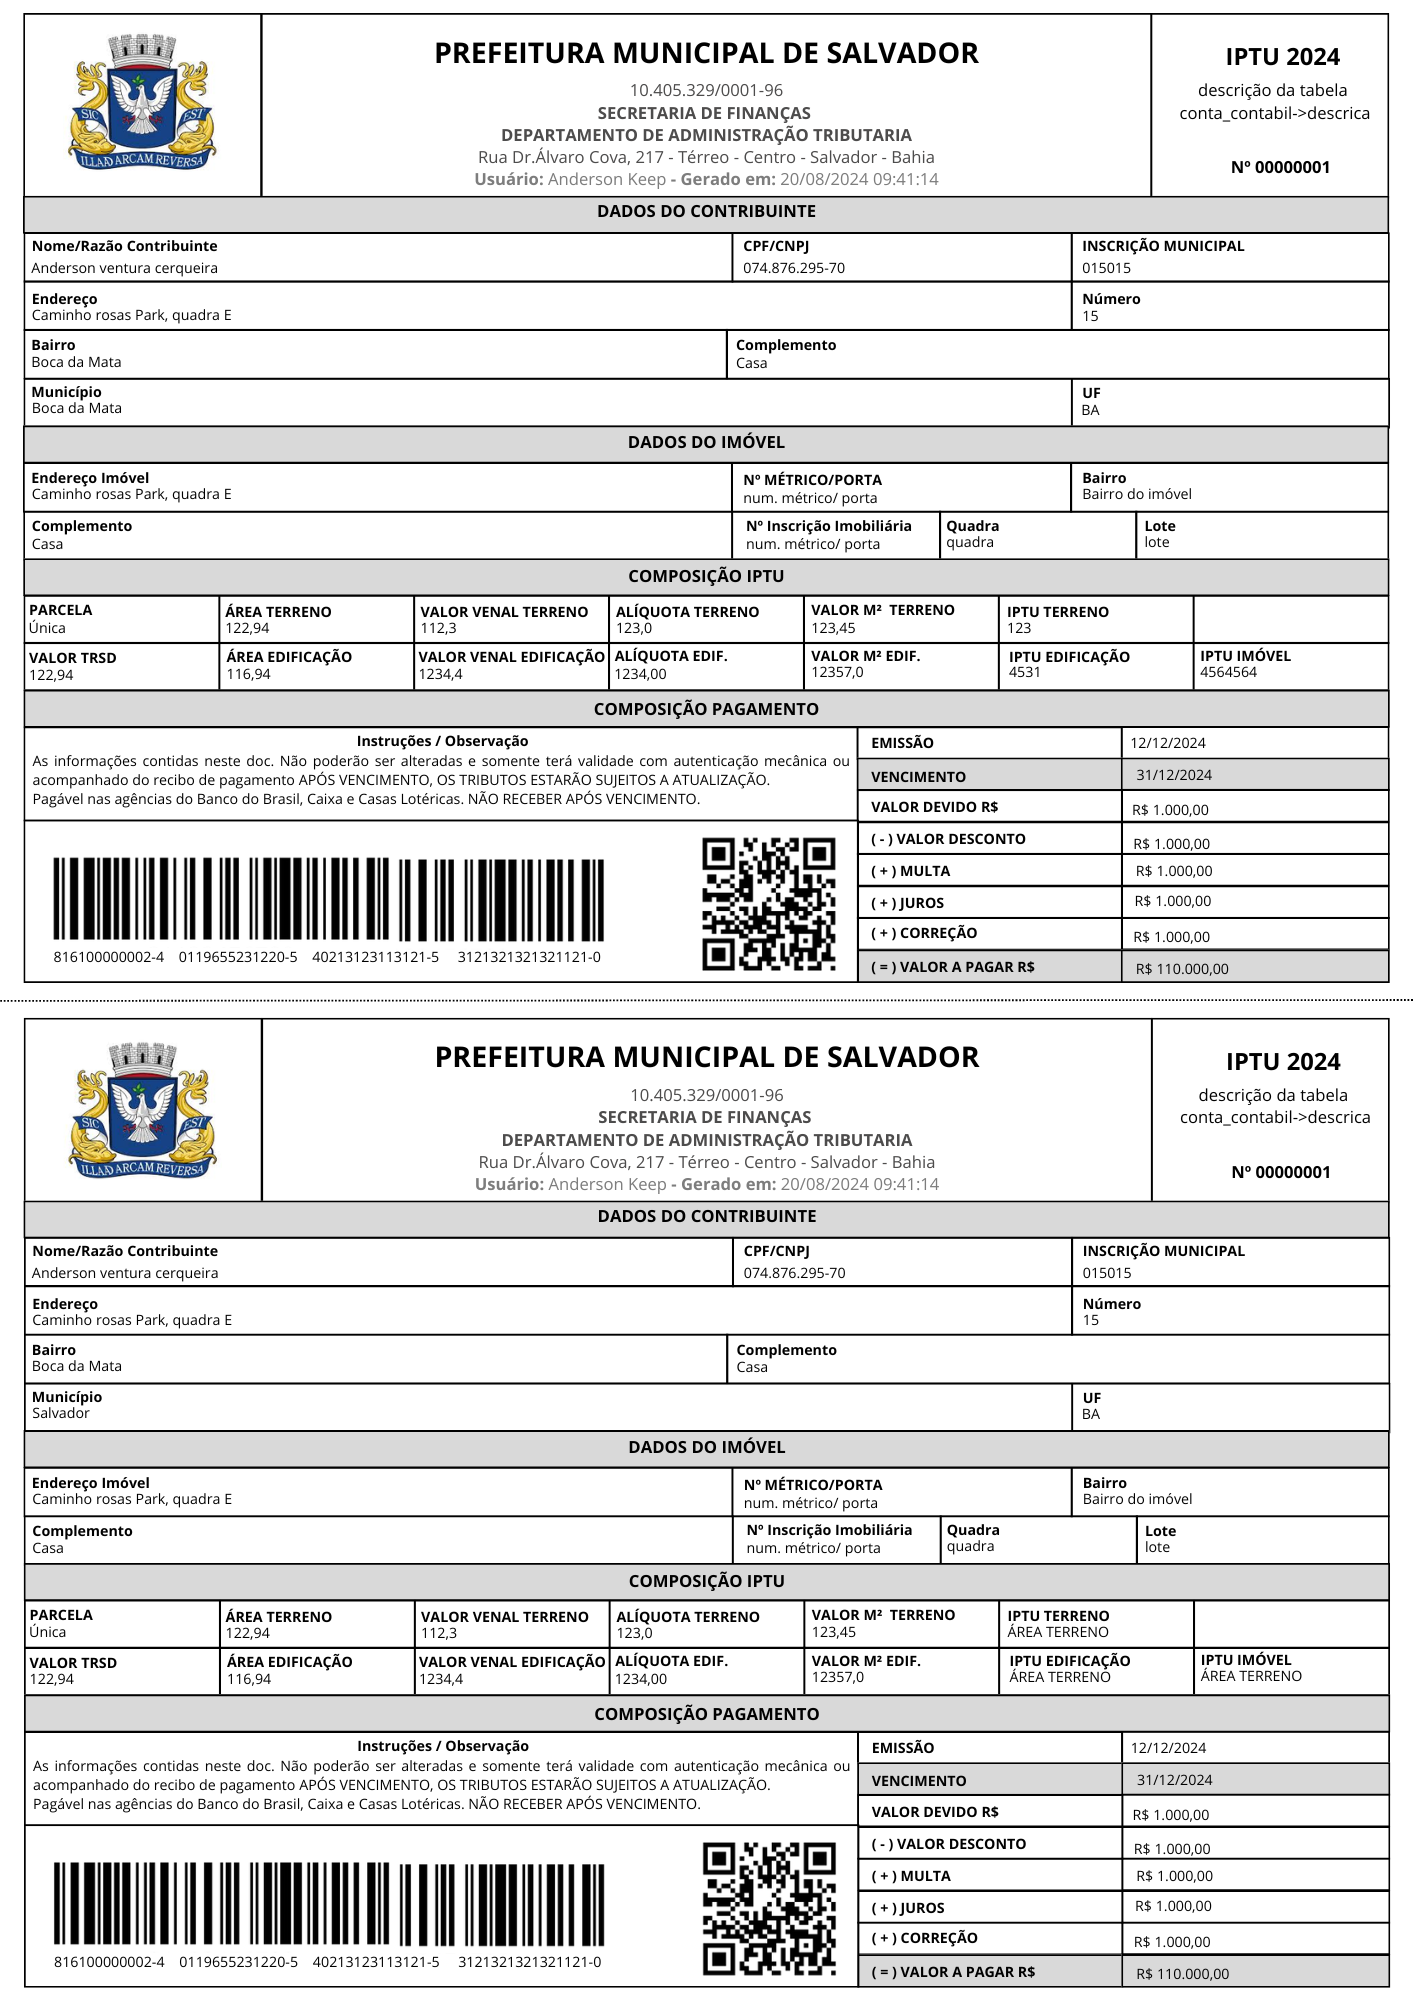 PREFEITURA MUNICIPAL DE SALVADOR
10.405.329/0001-96
SECRETARIA DE FINANÇAS
DEPARTAMENTO DE ADMINISTRAÇÃO TRIBUTARIA
Rua Dr.Álvaro Cova, 217 - Térreo - Centro - Salvador - Bahia
Usuário: Anderson Keep - Gerado em: 20/08/2024 09:41:14
SIC EST
ILLA AD ARCAM REVERSA
IPTU 2024
descrição da tabela
conta_contabil->descrica
Nº 00000001
DADOS DO CONTRIBUINTE
Nome/Razão Contribuinte CPF/CNPJ INSCRIÇÃO MUNICIPAL
Anderson ventura cerqueira 074.876.295-70 015015
Endereço Número
Caminho rosas Park, quadra E 15
Bairro Complemento
Boca da Mata Casa
Município UF
Boca da Mata BA
DADOS DO IMÓVEL
Endereço Imóvel Nº MÉTRICO/PORTA Bairro
Caminho rosas Park, quadra E num. métrico/ porta Bairro do imóvel
Complemento Nº Inscrição Imobiliária Quadra Lote
Casa num. métrico/ porta quadra lote
COMPOSIÇÃO IPTU
PARCELA ÁREA TERRENO VALOR VENAL TERRENO ALÍQUOTA TERRENO VALOR M² TERRENO IPTU TERRENO
Única 122,94 112,3 123,0 123,45 123
VALOR TRSD ÁREA EDIFICAÇÃO VALOR VENAL EDIFICAÇÃO ALÍQUOTA EDIF. VALOR M² EDIF. IPTU EDIFICAÇÃO IPTU IMÓVEL
122,94 116,94 1234,4 1234,00 12357,0 4531 4564564
COMPOSIÇÃO PAGAMENTO
Instruções / Observação
As informações contidas neste doc. Não poderão ser alteradas e somente terá validade com autenticação mecânica ou
acompanhado do recibo de pagamento APÓS VENCIMENTO, OS TRIBUTOS ESTARÃO SUJEITOS A ATUALIZAÇÃO.
Pagável nas agências do Banco do Brasil, Caixa e Casas Lotéricas. NÃO RECEBER APÓS VENCIMENTO.
816100000002-4 0119655231220-5 40213123113121-5 3121321321321121-0
EMISSÃO 12/12/2024
VENCIMENTO 31/12/2024
VALOR DEVIDO R$ R$ 1.000,00
( - ) VALOR DESCONTO R$ 1.000,00
( + ) MULTA R$ 1.000,00
( + ) JUROS R$ 1.000,00
( + ) CORREÇÃO R$ 1.000,00
( = ) VALOR A PAGAR R$ R$ 110.000,00
PREFEITURA MUNICIPAL DE SALVADOR
10.405.329/0001-96
SECRETARIA DE FINANÇAS
DEPARTAMENTO DE ADMINISTRAÇÃO TRIBUTARIA
Rua Dr.Álvaro Cova, 217 - Térreo - Centro - Salvador - Bahia
Usuário: Anderson Keep - Gerado em: 20/08/2024 09:41:14
SIC EST
ILLA AD ARCAM REVERSA
IPTU 2024
descrição da tabela
conta_contabil->descrica
Nº 00000001
DADOS DO CONTRIBUINTE
Nome/Razão Contribuinte CPF/CNPJ INSCRIÇÃO MUNICIPAL
Anderson ventura cerqueira 074.876.295-70 015015
Endereço Número
Caminho rosas Park, quadra E 15
Bairro Complemento
Boca da Mata Casa
Município UF
Salvador BA
DADOS DO IMÓVEL
Endereço Imóvel Nº MÉTRICO/PORTA Bairro
Caminho rosas Park, quadra E num. métrico/ porta Bairro do imóvel
Complemento Nº Inscrição Imobiliária Quadra Lote
Casa num. métrico/ porta quadra lote
COMPOSIÇÃO IPTU
PARCELA ÁREA TERRENO VALOR VENAL TERRENO ALÍQUOTA TERRENO VALOR M² TERRENO IPTU TERRENO
Única 122,94 112,3 123,0 123,45 ÁREA TERRENO
VALOR TRSD ÁREA EDIFICAÇÃO VALOR VENAL EDIFICAÇÃO ALÍQUOTA EDIF. VALOR M² EDIF. IPTU EDIFICAÇÃO IPTU IMÓVEL
122,94 116,94 1234,4 1234,00 12357,0 ÁREA TERRENO ÁREA TERRENO
COMPOSIÇÃO PAGAMENTO
Instruções / Observação
As informações contidas neste doc. Não poderão ser alteradas e somente terá validade com autenticação mecânica ou
acompanhado do recibo de pagamento APÓS VENCIMENTO, OS TRIBUTOS ESTARÃO SUJEITOS A ATUALIZAÇÃO.
Pagável nas agências do Banco do Brasil, Caixa e Casas Lotéricas. NÃO RECEBER APÓS VENCIMENTO.
816100000002-4 0119655231220-5 40213123113121-5 3121321321321121-0
EMISSÃO 12/12/2024
VENCIMENTO 31/12/2024
VALOR DEVIDO R$ R$ 1.000,00
( - ) VALOR DESCONTO R$ 1.000,00
( + ) MULTA R$ 1.000,00
( + ) JUROS R$ 1.000,00
( + ) CORREÇÃO R$ 1.000,00
( = ) VALOR A PAGAR R$ R$ 110.000,00